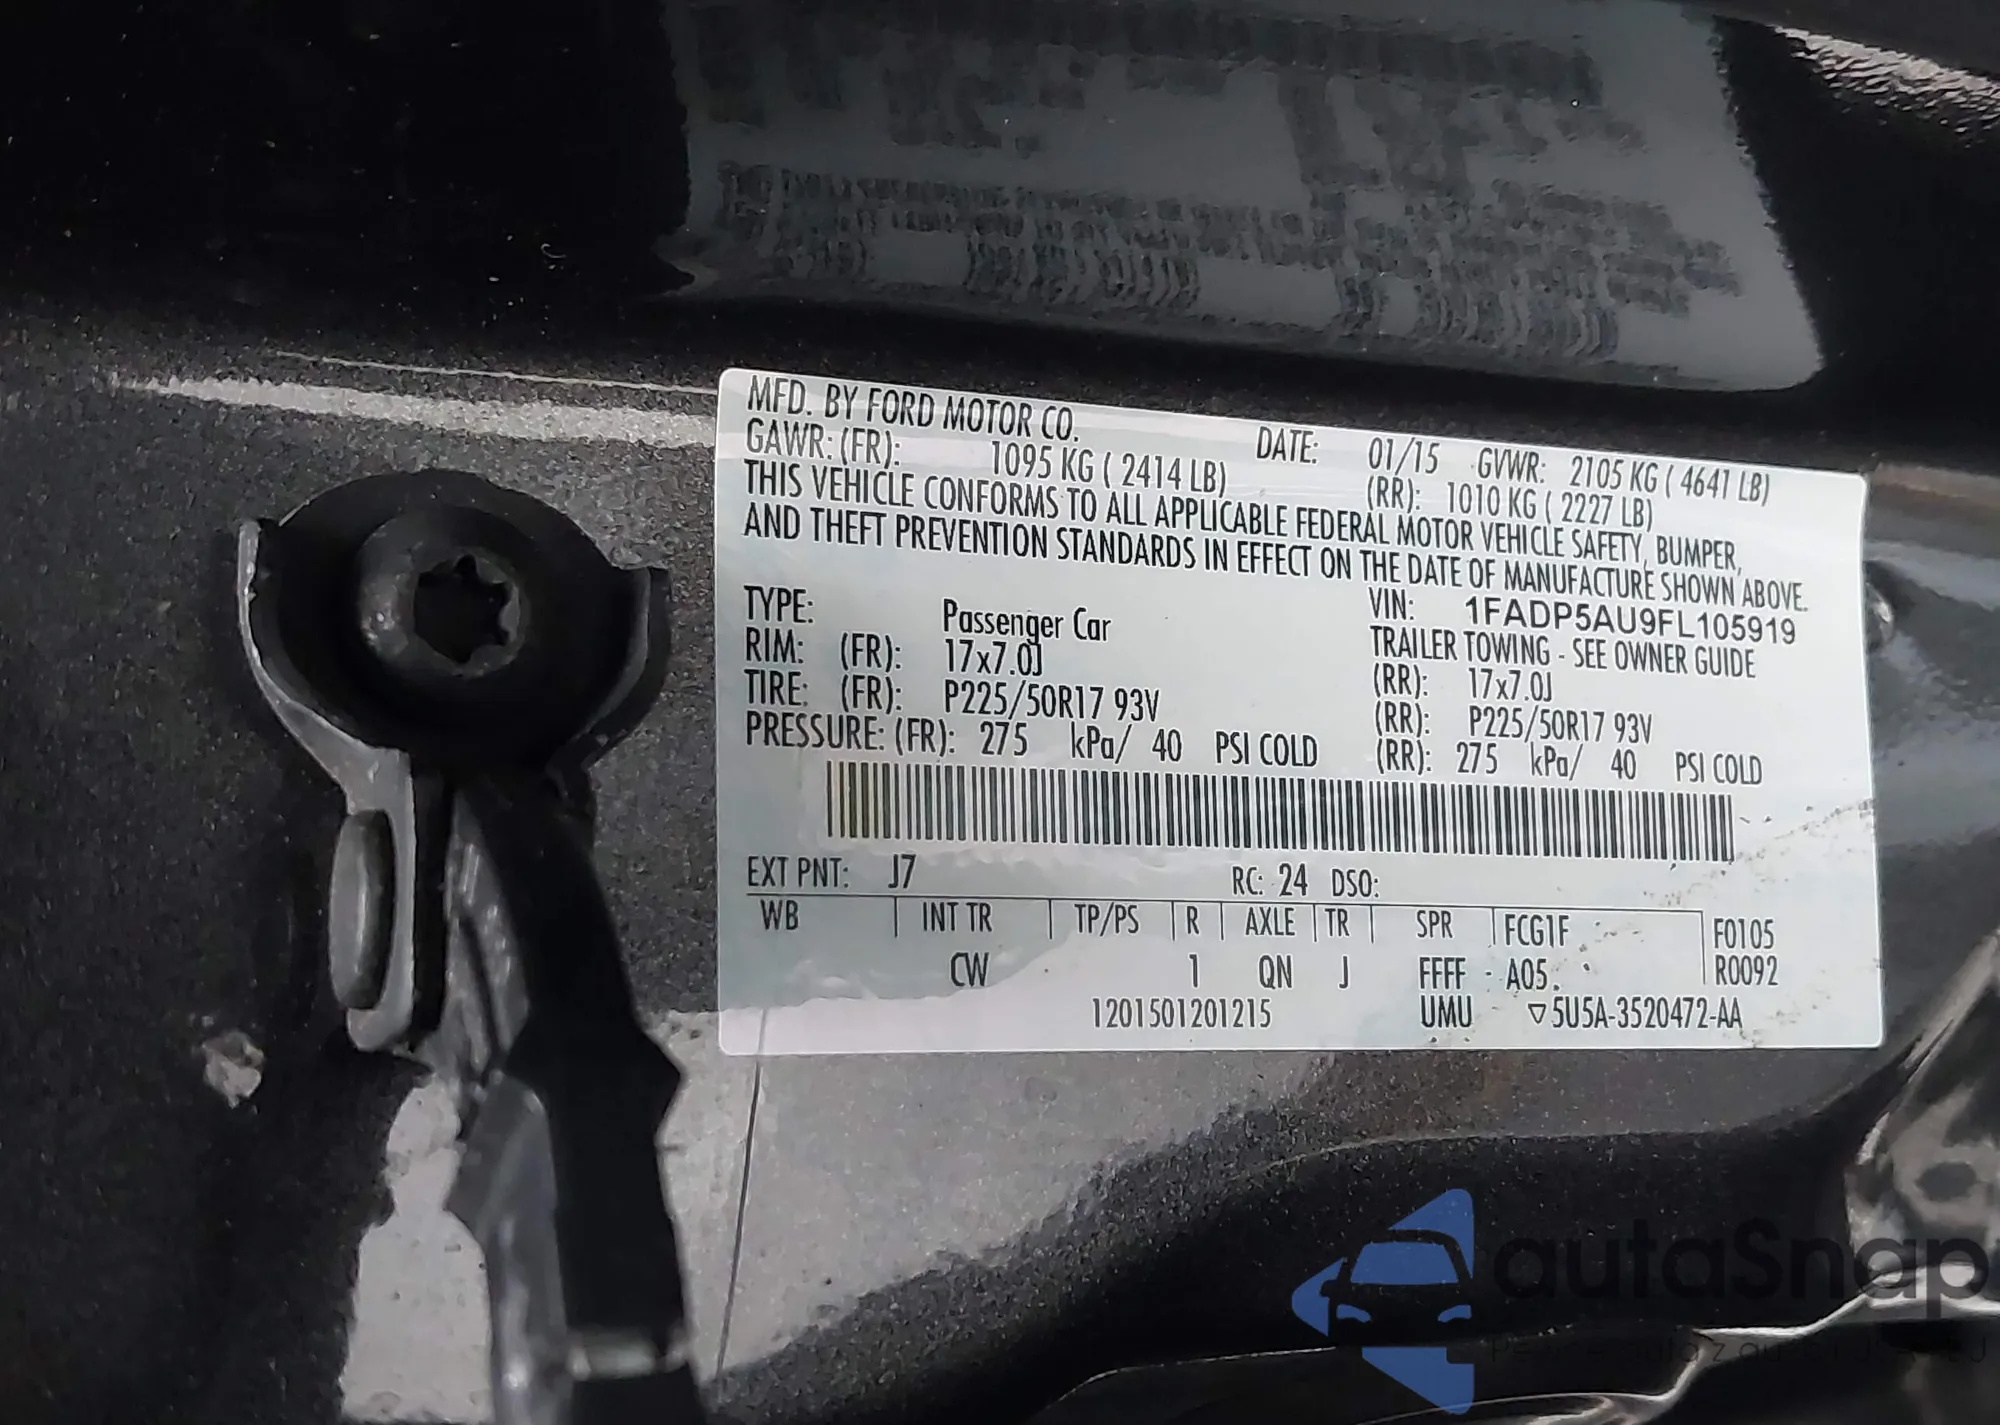 MFD. BY FORD MOTOR CO. DATE: 01/15 GVWR: 2105 KG ( 4641 LB)
GAWR: (FR): 1095 KG ( 2414 LB) (RR): 1010 KG ( 2227 LB)
THIS VEHICLE CONFORMS TO ALL APPLICABLE FEDERAL MOTOR VEHICLE SAFETY, BUMPER,
AND THEFT PREVENTION STANDARDS IN EFFECT ON THE DATE OF MANUFACTURE SHOWN ABOVE.
VIN: 1FADP5AU9FL105919
TYPE: Passenger Car TRAILER TOWING - SEE OWNER GUIDE
RIM: (FR): 17x7.0J (RR): 17x7.0J
TIRE: (FR): P225/50R17 93V (RR): P225/50R17 93V
PRESSURE: (FR): 275 kPa/ 40 PSI COLD (RR): 275 kPa/ 40 PSI COLD
EXT PNT: J7 RC: 24 DSO:
WB INT TR TP/PS R AXLE TR SPR FCG1F F0105
CW 1 QN J FFFF A05. R0092
1201501201215 UMU ▽5U5A-3520472-AA
autaSnap